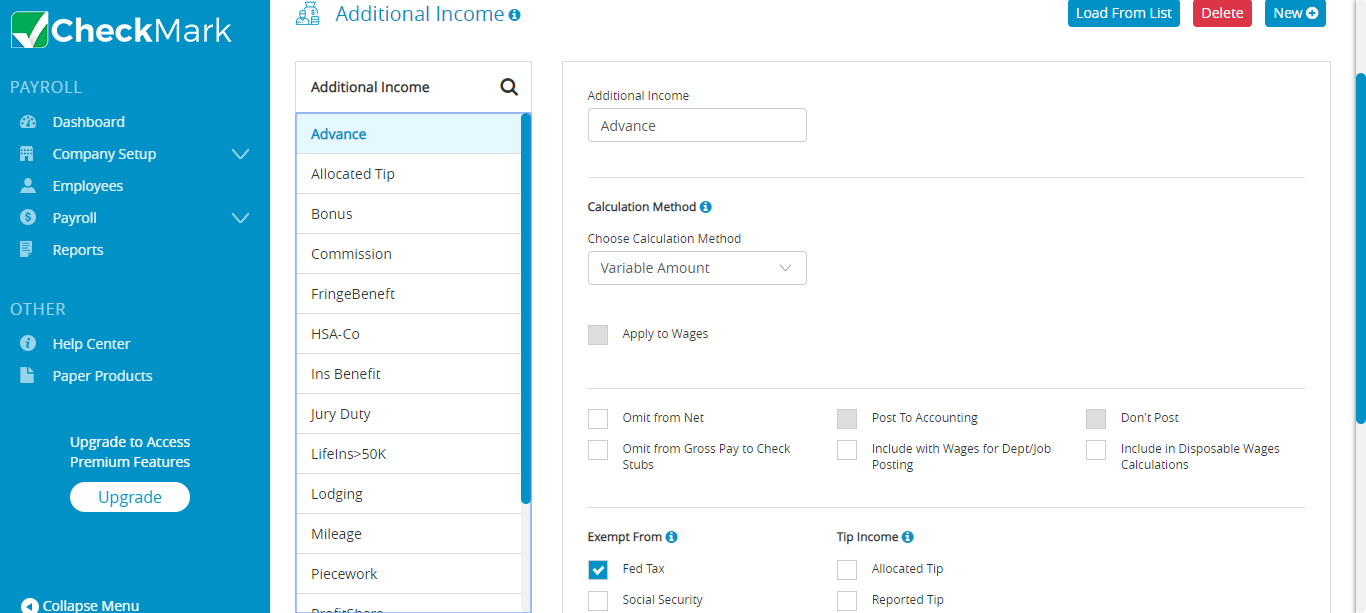 CheckMark
PAYROLL
Dashboard
Company Setup
Employees
Payroll
Reports
OTHER
Help Center
Paper Products
Upgrade to Access
Premium Features
Upgrade
Collapse Menu
Additional Income
Load From List
Delete
New
Additional Income
Advance
Allocated Tip
Bonus
Commission
FringeBeneft
HSA-Co
Ins Benefit
Jury Duty
LifeIns>50K
Lodging
Mileage
Piecework
ProfitShare
Additional Income
Advance
Calculation Method
Choose Calculation Method
Variable Amount
Apply to Wages
Omit from Net
Post To Accounting
Don't Post
Omit from Gross Pay to Check
Stubs
Include with Wages for Dept/Job
Posting
Include in Disposable Wages
Calculations
Exempt From
Tip Income
Fed Tax
Allocated Tip
Social Security
Reported Tip